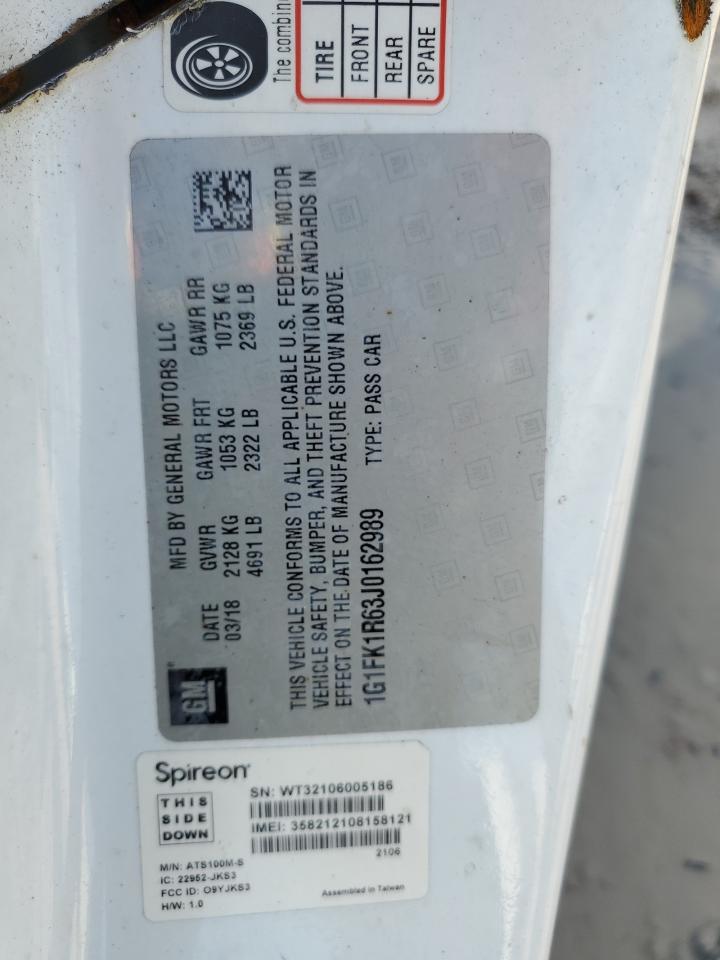 The combin
TIRE
FRONT
REAR
SPARE
GM
MFD BY GENERAL MOTORS LLC
DATE GVWR GAWR FRT GAWR RR
03/18 2128 KG 1053 KG 1075 KG
4691 LB 2322 LB 2369 LB
THIS VEHICLE CONFORMS TO ALL APPLICABLE U.S. FEDERAL MOTOR
VEHICLE SAFETY, BUMPER, AND THEFT PREVENTION STANDARDS IN
EFFECT ON THE DATE OF MANUFACTURE SHOWN ABOVE.
1G1FK1R63J0162989 TYPE: PASS CAR
Spireon
THIS
SIDE
DOWN
SN: WT32106005186
IMEI: 358212108158121
2106
M/N: ATS100M-S
IC: 22952-JKS3
FCC ID: O9YJKS3
H/W: 1.0
Assembled in Taiwan